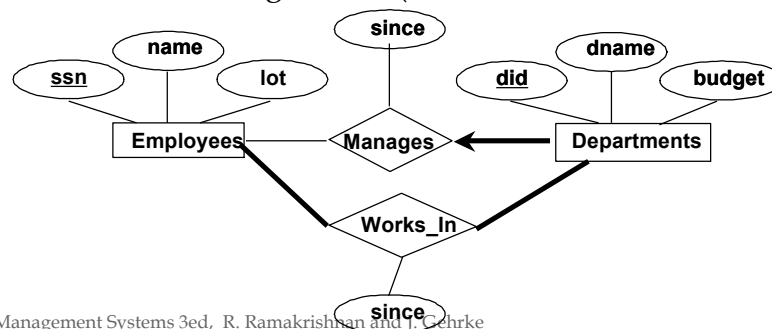 since
name
dname
ssn
lot
did
budget
Employees
Manages
Departments
Works_In
since
Management Systems 3ed, R. Ramakrishnan and J. Gehrke